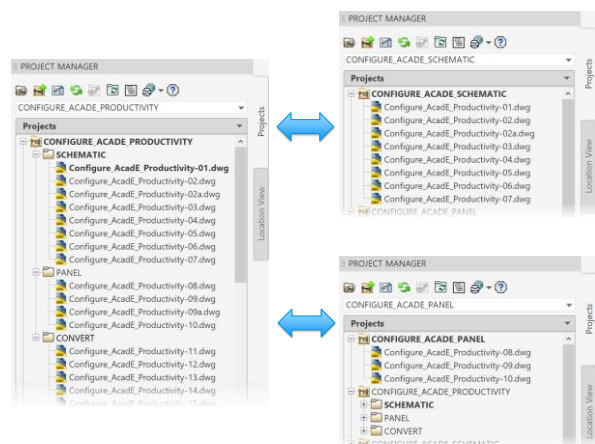 PROJECT MANAGER
CONFIGURE_ACADE_PRODUCTIVITY
Projects
CONFIGURE_ACADE_PRODUCTIVITY
SCHEMATIC
Configure_AcadE_Productivity-01.dwg
Configure_AcadE_Productivity-02.dwg
Configure_AcadE_Productivity-02a.dwg
Configure_AcadE_Productivity-03.dwg
Configure_AcadE_Productivity-04.dwg
Configure_AcadE_Productivity-05.dwg
Configure_AcadE_Productivity-06.dwg
Configure_AcadE_Productivity-07.dwg
PANEL
Configure_AcadE_Productivity-08.dwg
Configure_AcadE_Productivity-09.dwg
Configure_AcadE_Productivity-09a.dwg
Configure_AcadE_Productivity-10.dwg
CONVERT
Configure_AcadE_Productivity-11.dwg
Configure_AcadE_Productivity-12.dwg
Configure_AcadE_Productivity-13.dwg
Configure_AcadE_Productivity-14.dwg
Configure_AcadE_Productivity-15.dwg
Projects
Location View
PROJECT MANAGER
CONFIGURE_ACADE_SCHEMATIC
Projects
CONFIGURE_ACADE_SCHEMATIC
Configure_AcadE_Productivity-01.dwg
Configure_AcadE_Productivity-02.dwg
Configure_AcadE_Productivity-02a.dwg
Configure_AcadE_Productivity-03.dwg
Configure_AcadE_Productivity-04.dwg
Configure_AcadE_Productivity-05.dwg
Configure_AcadE_Productivity-06.dwg
Configure_AcadE_Productivity-07.dwg
CONFIGURE_ACADE_PANEL
Projects
Location View
PROJECT MANAGER
CONFIGURE_ACADE_PANEL
Projects
CONFIGURE_ACADE_PANEL
Configure_AcadE_Productivity-08.dwg
Configure_AcadE_Productivity-09.dwg
Configure_AcadE_Productivity-10.dwg
CONFIGURE_ACADE_PRODUCTIVITY
SCHEMATIC
PANEL
CONVERT
CONFIGURE_ACADE_SCHEMATIC
Projects
Location View